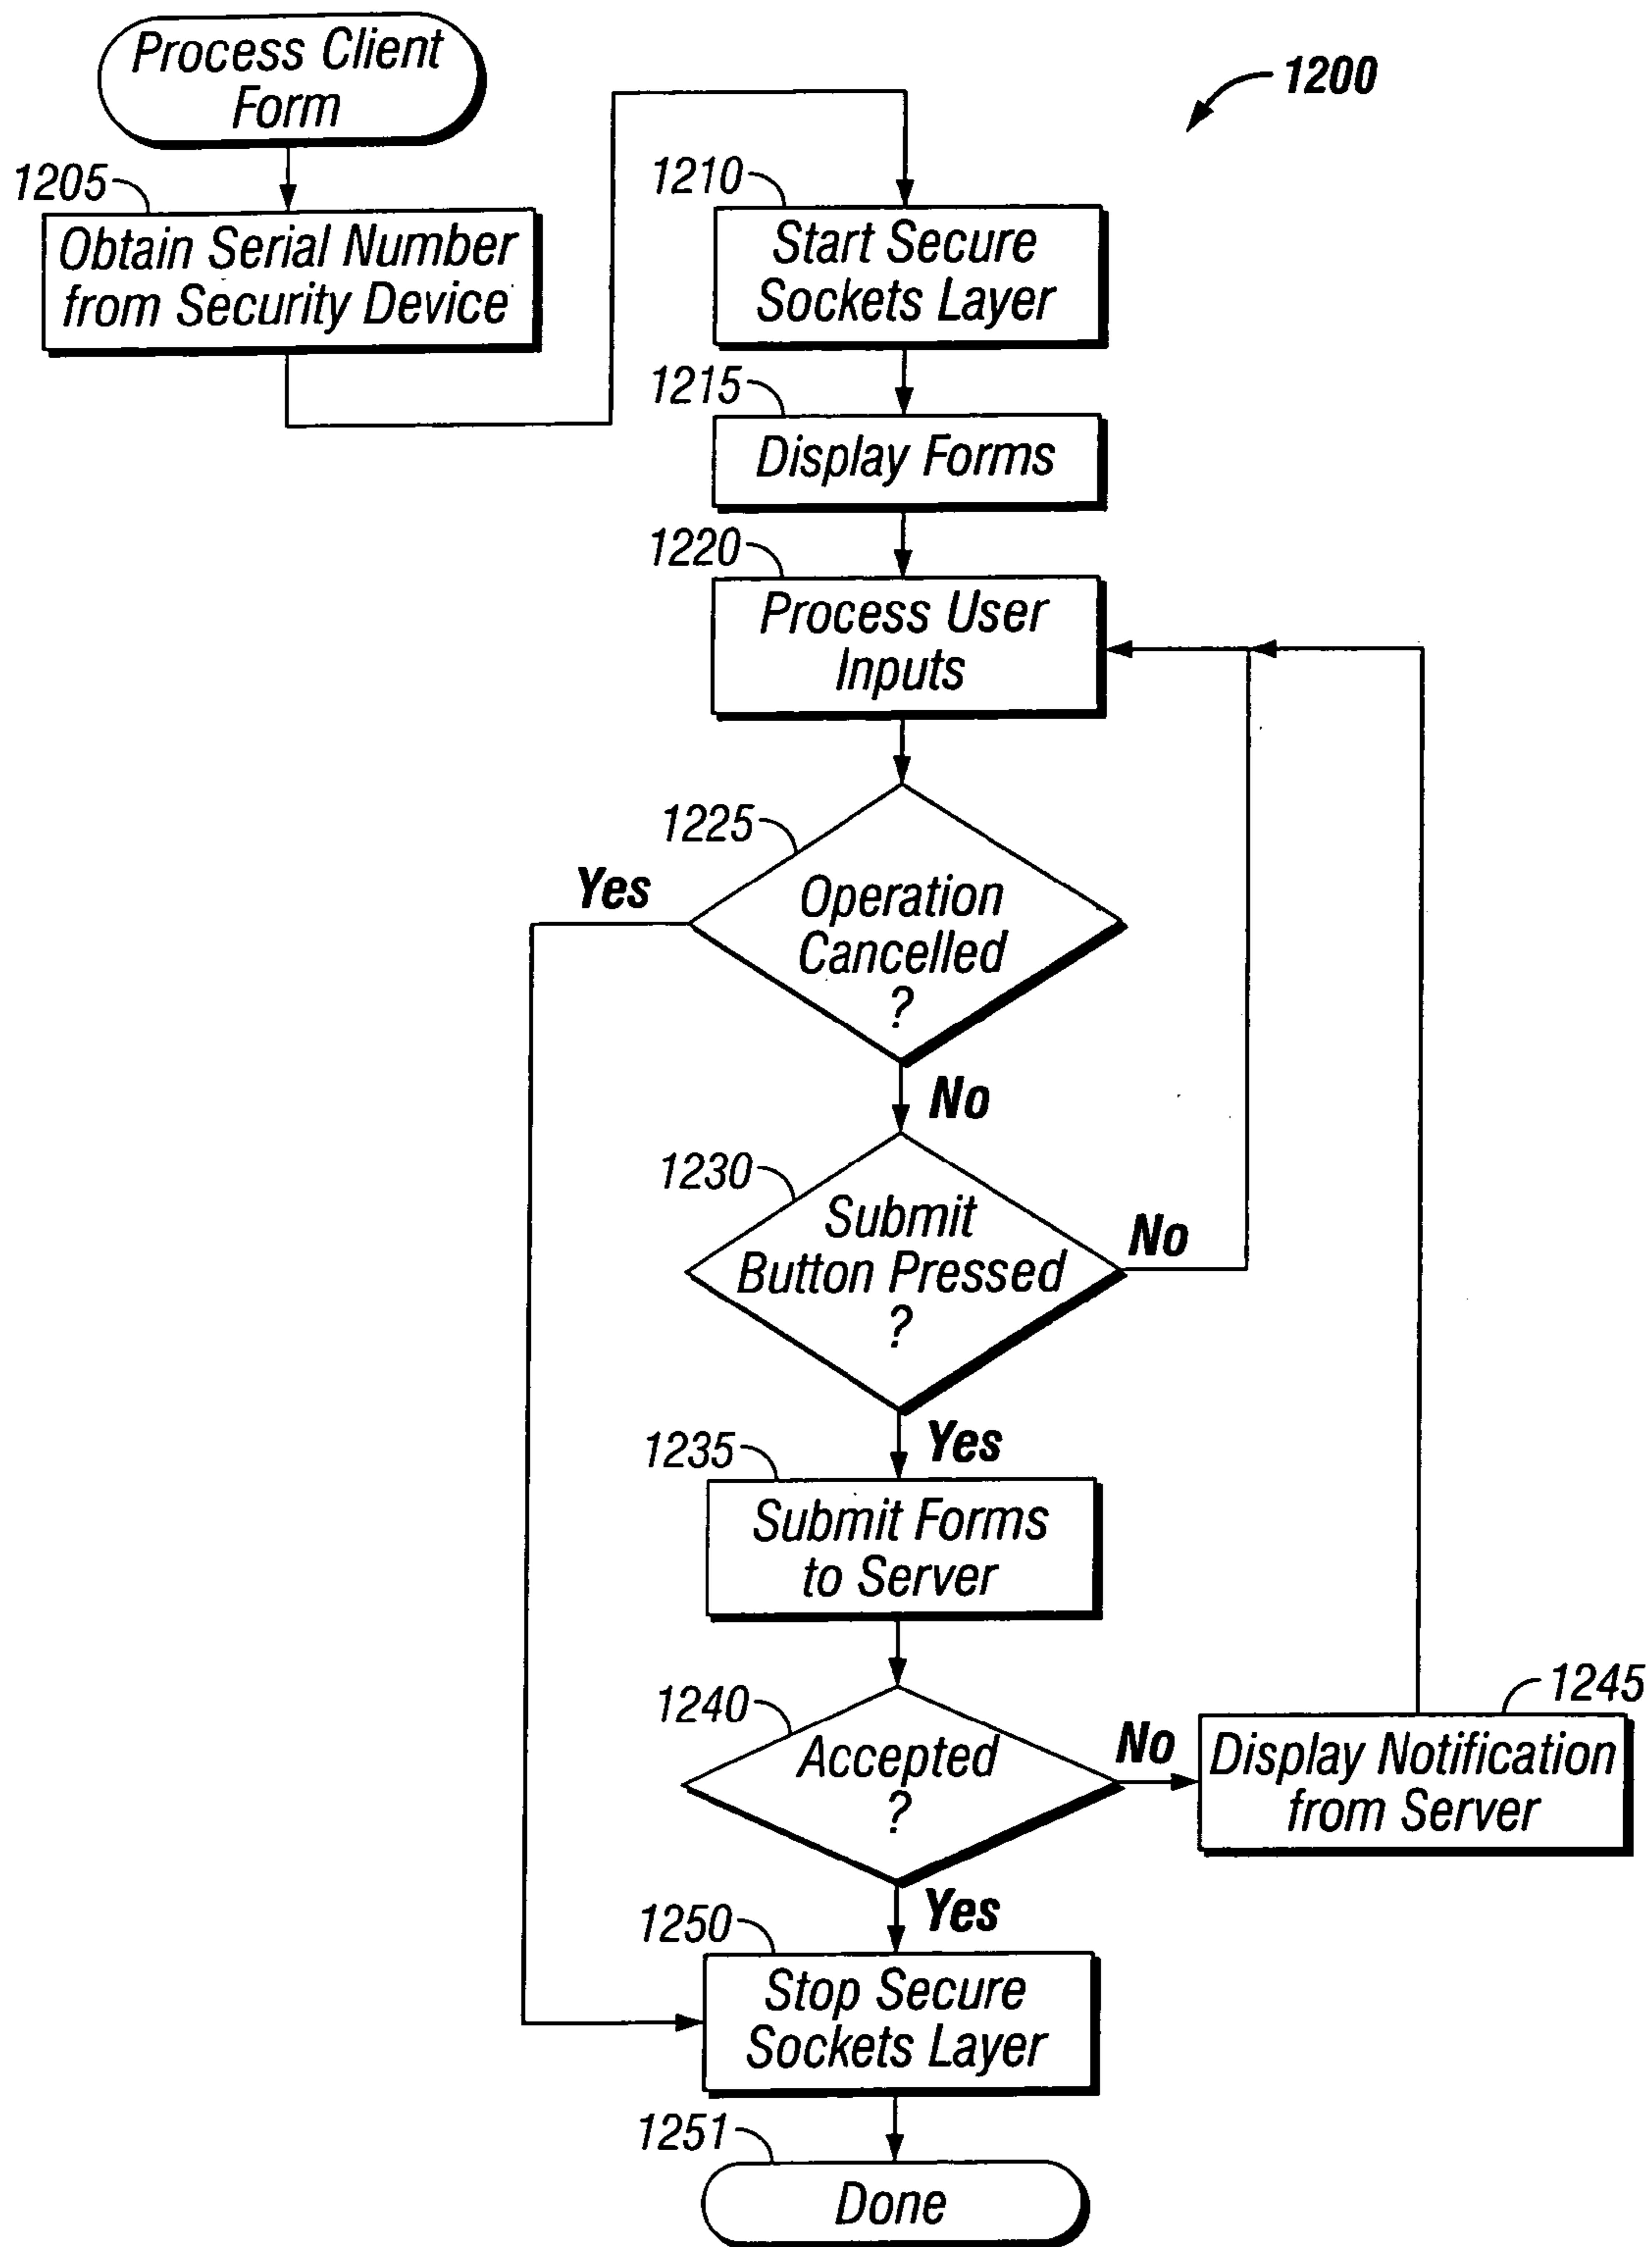 Process Client
Form
1200
1205
Obtain Serial Number
from Security Device
1210
Start Secure
Sockets Layer
1215
Display Forms
1220
Process User
Inputs
1225
Yes
Operation
Cancelled
?
No
1230
Submit
Button Pressed
?
No
Yes
1235
Submit Forms
to Server
1240
Accepted
?
No
1245
Display Notification
from Server
Yes
1250
Stop Secure
Sockets Layer
1251
Done